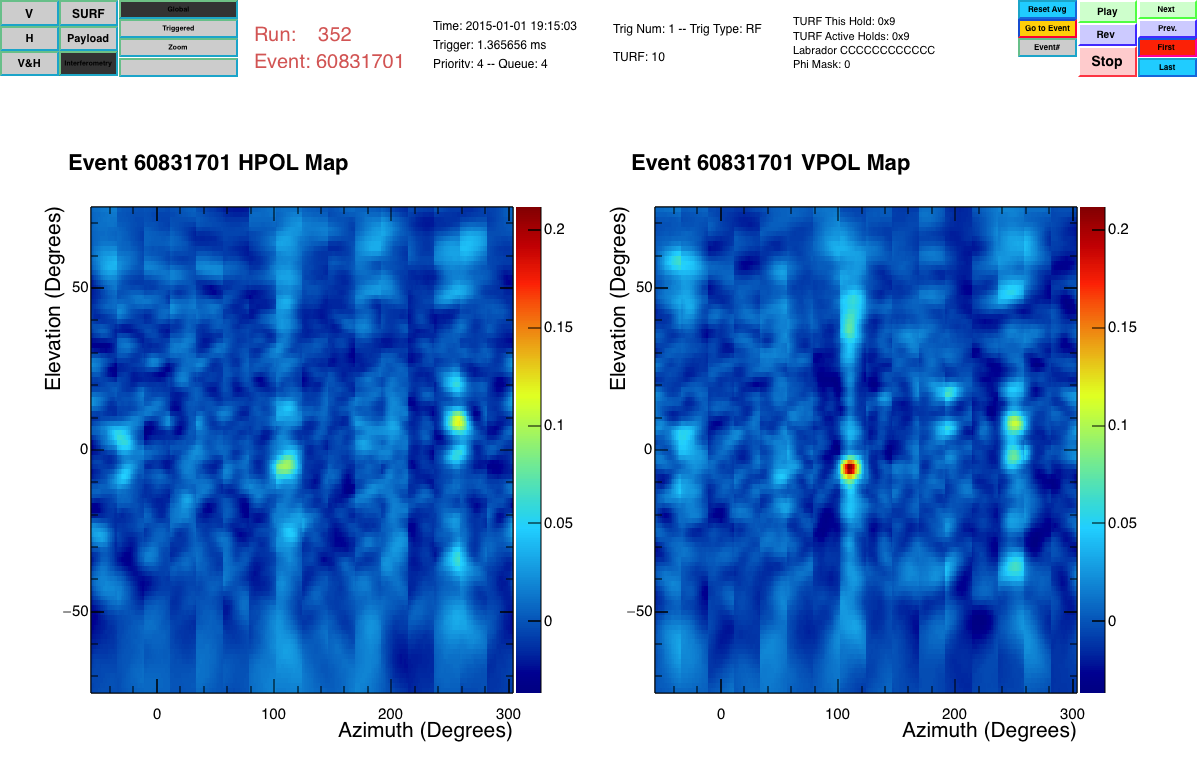 V
SURF
H
Payload
V&H
Interferometry
Global
Triggered
Zoom
Run: 352
Event: 60831701
Time: 2015-01-01 19:15:03
Trigger: 1.365656 ms
Priority: 4 -- Queue: 4
Trig Num: 1 -- Trig Type: RF
TURF: 10
TURF This Hold: 0x9
TURF Active Holds: 0x9
Labrador CCCCCCCCCCCC
Phi Mask: 0
Reset Avg
Go to Event
Event#
Play
Rev
Stop
Next
Prev.
First
Last
Event 60831701 HPOL Map
Elevation (Degrees)
50
0
−50
0
100
200
300
Azimuth (Degrees)
0.2
0.15
0.1
0.05
0
Event 60831701 VPOL Map
Elevation (Degrees)
50
0
−50
0
100
200
300
Azimuth (Degrees)
0.2
0.15
0.1
0.05
0